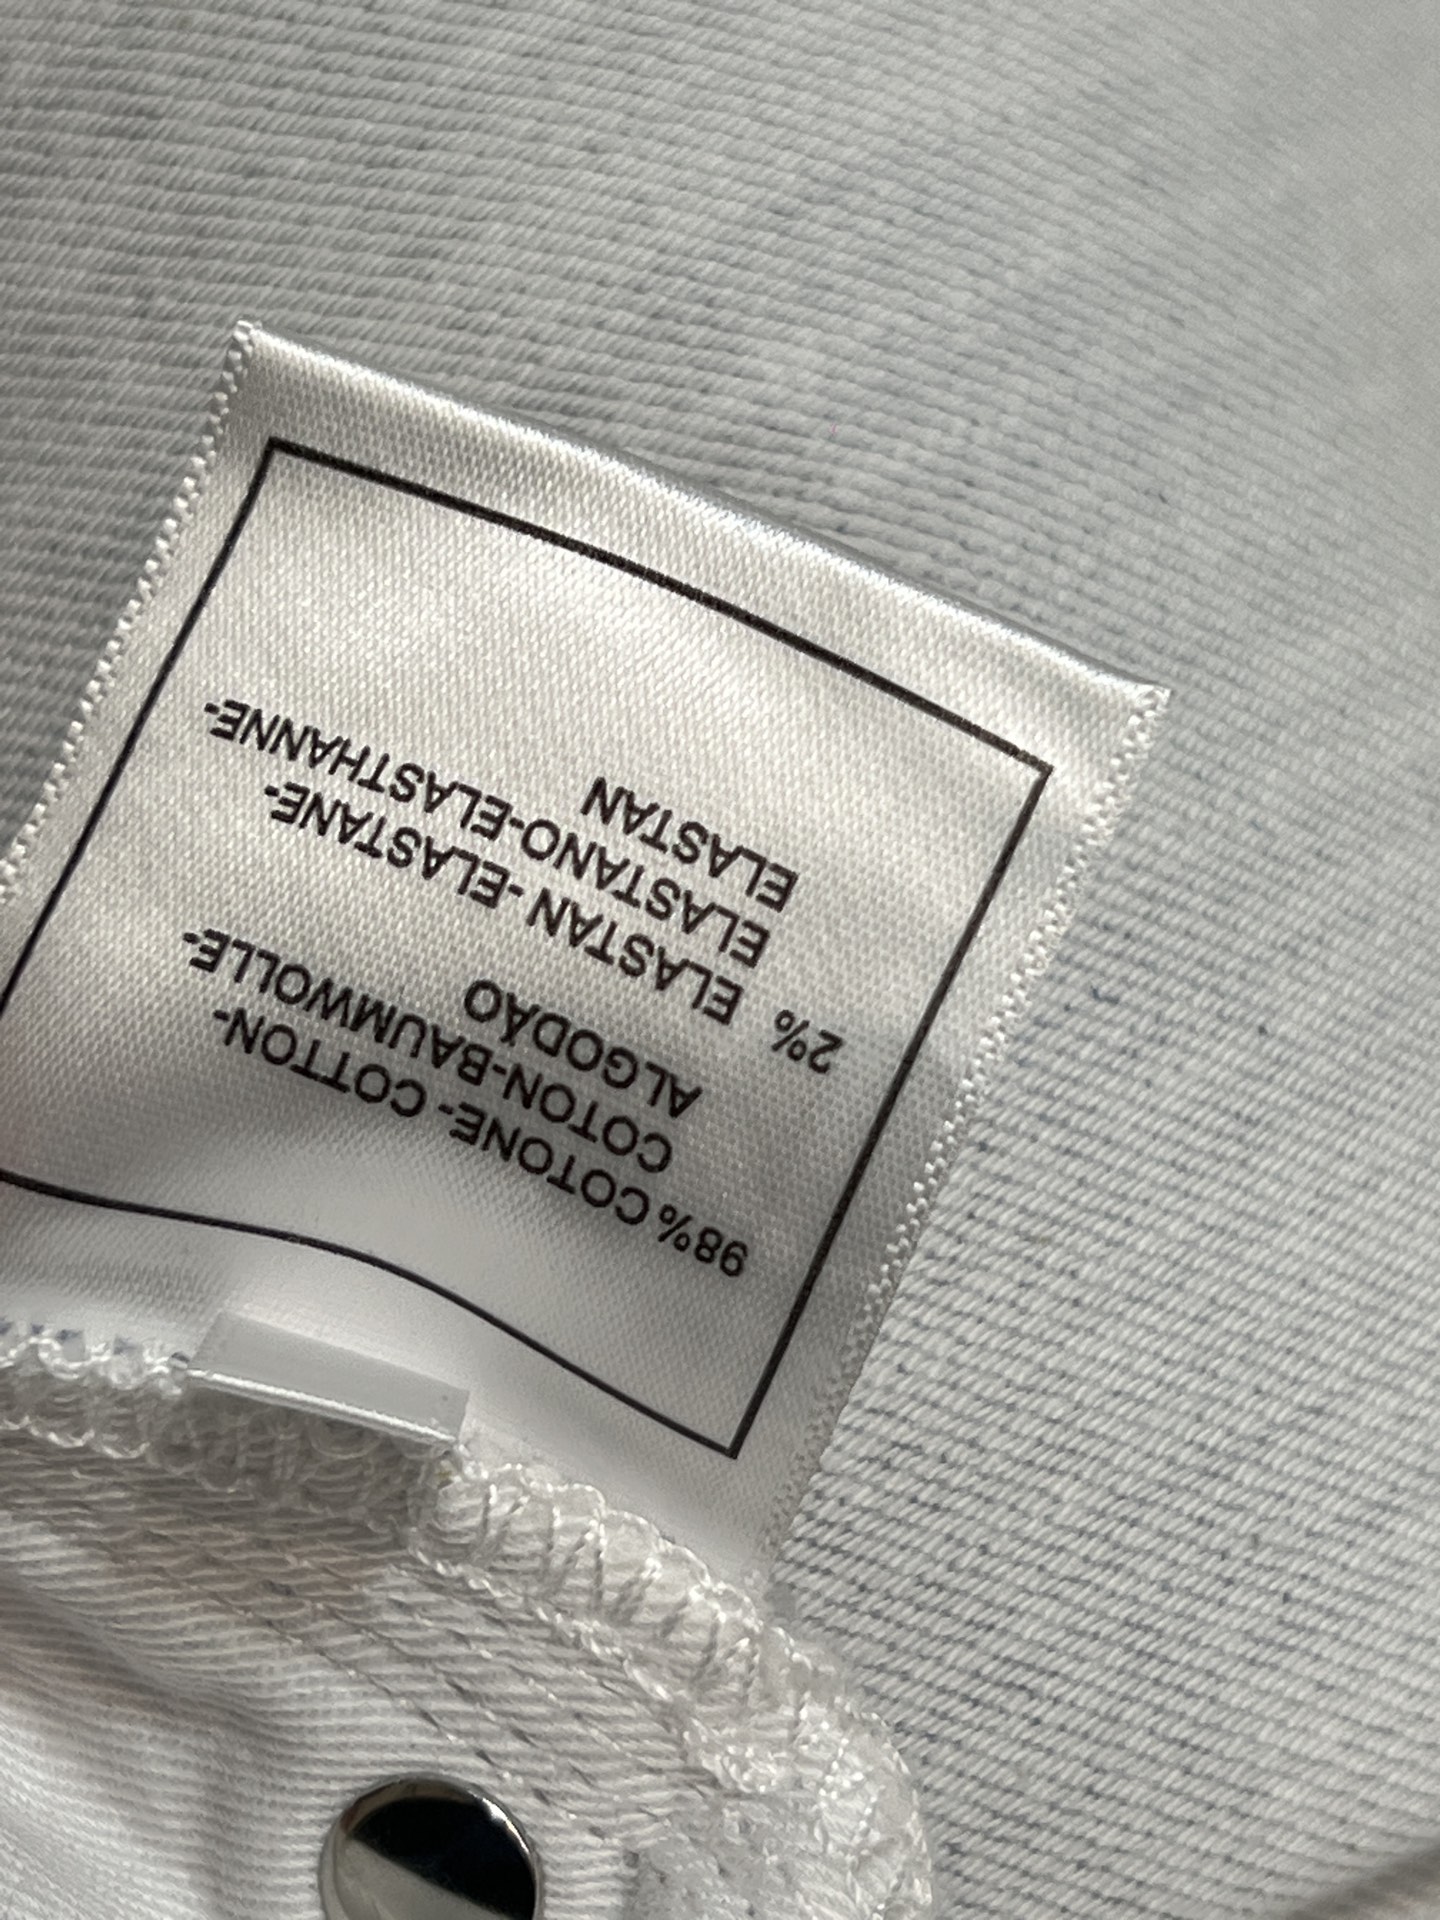 98% COTONE- COTTON-
COTON-BAUMWOLLE-
ALGODÃO
2% ELASTAN -ELASTANE-
ELASTANO-ELASTHANNE-
ELASTAN